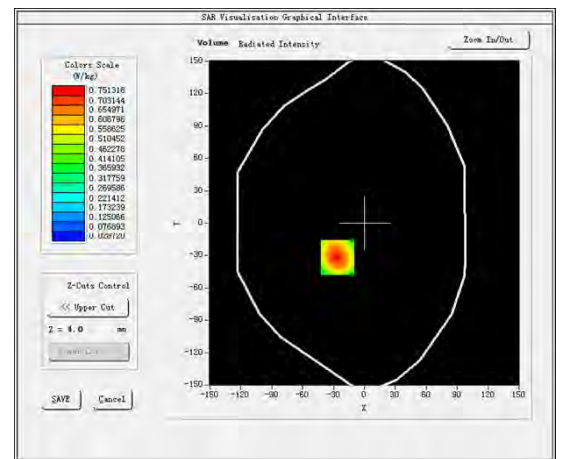 SAR Visualisation Graphical Interface
Volume Radiated Intensity
Zoom In/Out
Colors Scale
(W/kg)
0.751316
0.703144
0.654971
0.606798
0.558625
0.510452
0.462278
0.414105
0.365932
0.317759
0.269586
0.221412
0.173239
0.125066
0.076893
0.028720
Z-Cuts Control
<< Upper Cut
Z = 4.0 mm
SAVE
Cancel
150
120
90
60
30
0
-30
-60
-90
-120
-150
Y
-150 -120 -90 -60 -30 0 30 60 90 120 150
X